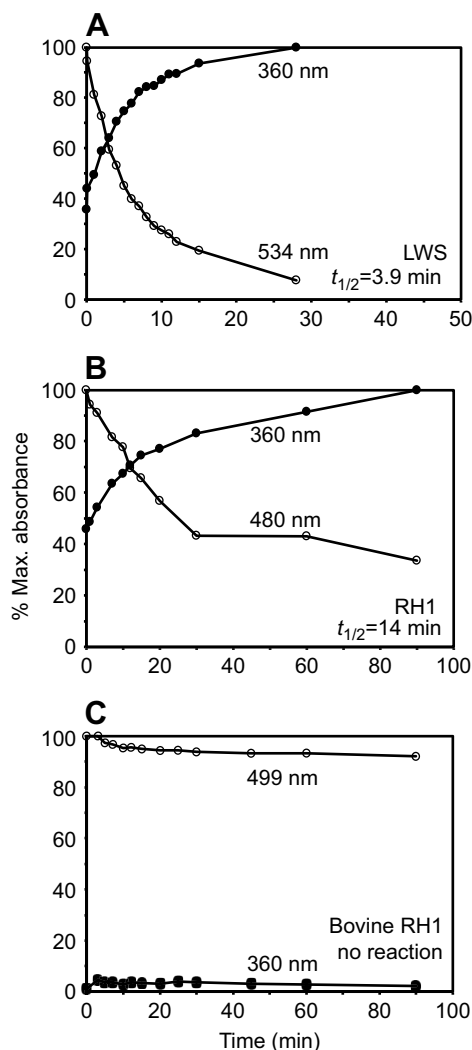 A
100
80
60
40
20
0
360 nm
534 nm
LWS
t1/2=3.9 min
0 10 20 30 40 50
B
% Max. absorbance
100
80
60
40
20
0
360 nm
480 nm
RH1
t1/2=14 min
0 20 40 60 80 100
C
100
80
60
40
20
0
499 nm
Bovine RH1
no reaction
360 nm
0 20 40 60 80 100
Time (min)